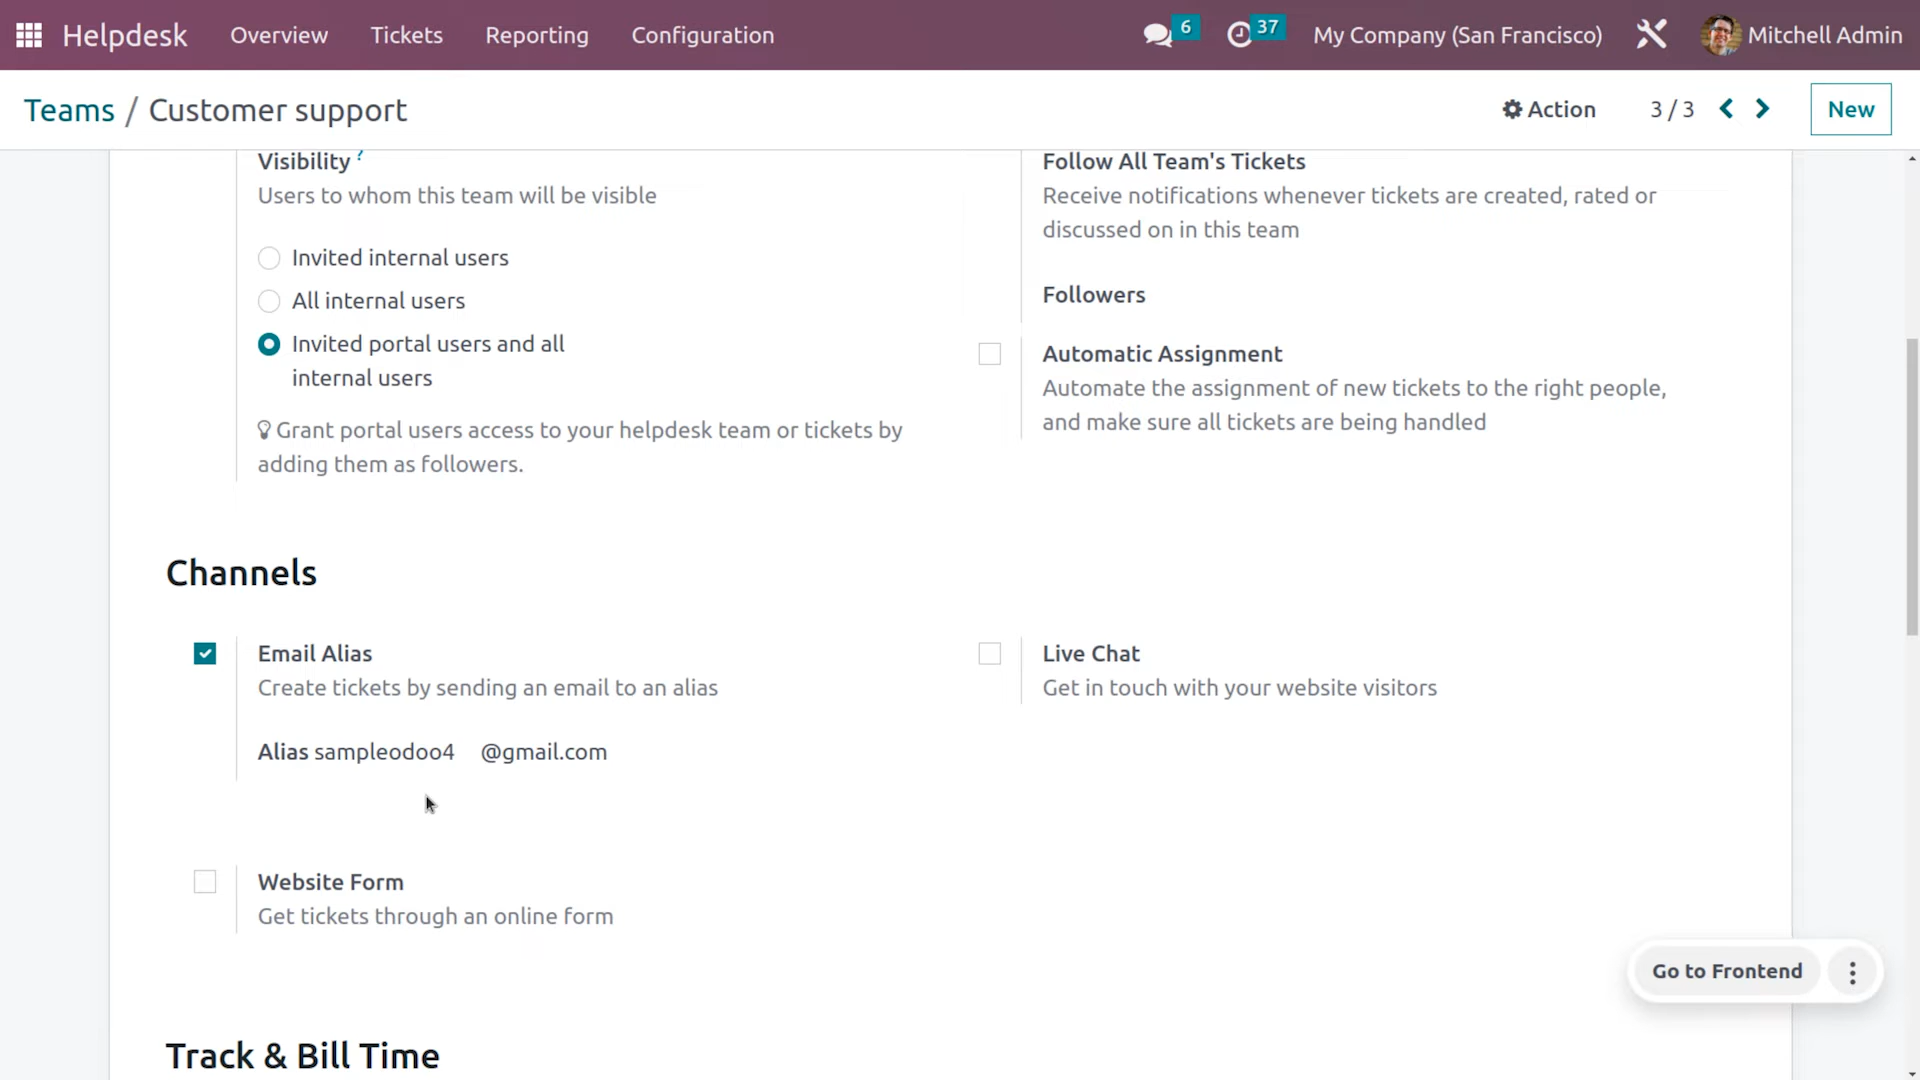 Helpdesk Overview Tickets Reporting Configuration 6 37 My Company (San Francisco) Mitchell Admin
Teams / Customer support Action 3 / 3 New
Visibility ?
Users to whom this team will be visible
Invited internal users
All internal users
Invited portal users and all
internal users
Grant portal users access to your helpdesk team or tickets by
adding them as followers.
Follow All Team's Tickets
Receive notifications whenever tickets are created, rated or
discussed on in this team
Followers
Automatic Assignment
Automate the assignment of new tickets to the right people,
and make sure all tickets are being handled
Channels
Email Alias
Create tickets by sending an email to an alias
Alias sampleodoo4 @gmail.com
Live Chat
Get in touch with your website visitors
Website Form
Get tickets through an online form
Go to Frontend
Track & Bill Time